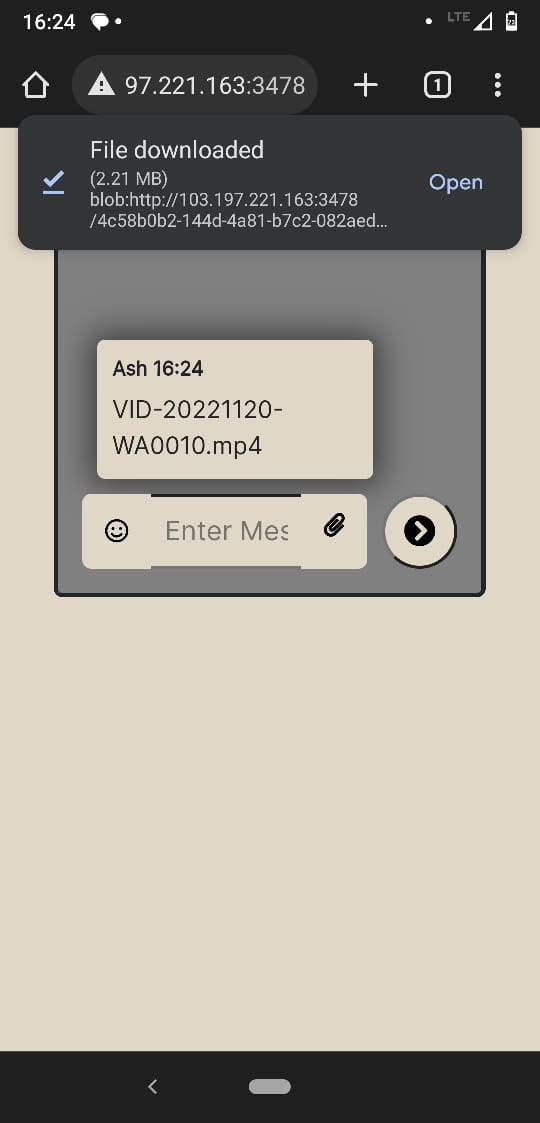 16:24
LTE
97.221.163:3478
1
File downloaded
(2.21 MB)
blob:http://103.197.221.163:3478
/4c58b0b2-144d-4a81-b7c2-082aed...
Open
Ash 16:24
VID-20221120-
WA0010.mp4
Enter Mes